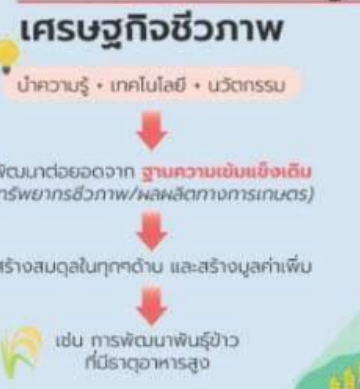 เศรษฐกิจชีวภาพ
นำความรู้ + เทคโนโลยี + นวัตกรรม
พัฒนาต่อยอดจาก ฐานความเข้มแข็งเดิม
(ทรัพยากรชีวภาพ/ผลผลิตทางการเกษตร)
สร้างสมดุลในทุกๆด้าน และสร้างมูลค่าเพิ่ม
เช่น การพัฒนาพันธุ์ข้าว
ที่มีธาตุอาหารสูง